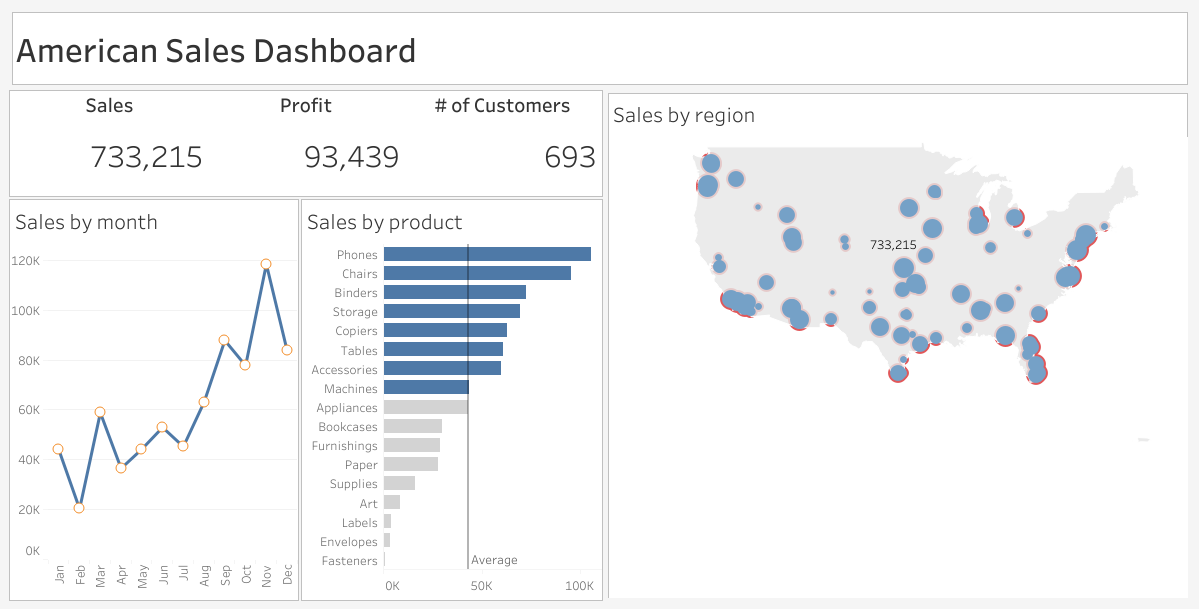 American Sales Dashboard
Sales Profit # of Customers
733,215 93,439 693
Sales by month
120K
100K
80K
60K
40K
20K
0K
Jan Feb Mar Apr May Jun Jul Aug Sep Oct Nov Dec
Sales by product
Phones
Chairs
Binders
Storage
Copiers
Tables
Accessories
Machines
Appliances
Bookcases
Furnishings
Paper
Supplies
Art
Labels
Envelopes
Fasteners
Average
0K 50K 100K
Sales by region
733,215